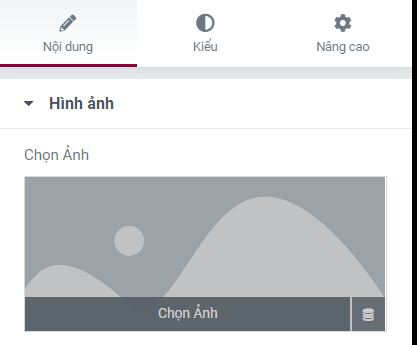 Nội dung
Kiểu
Nâng cao
Hình ảnh
Chọn Ảnh
Chọn Ảnh